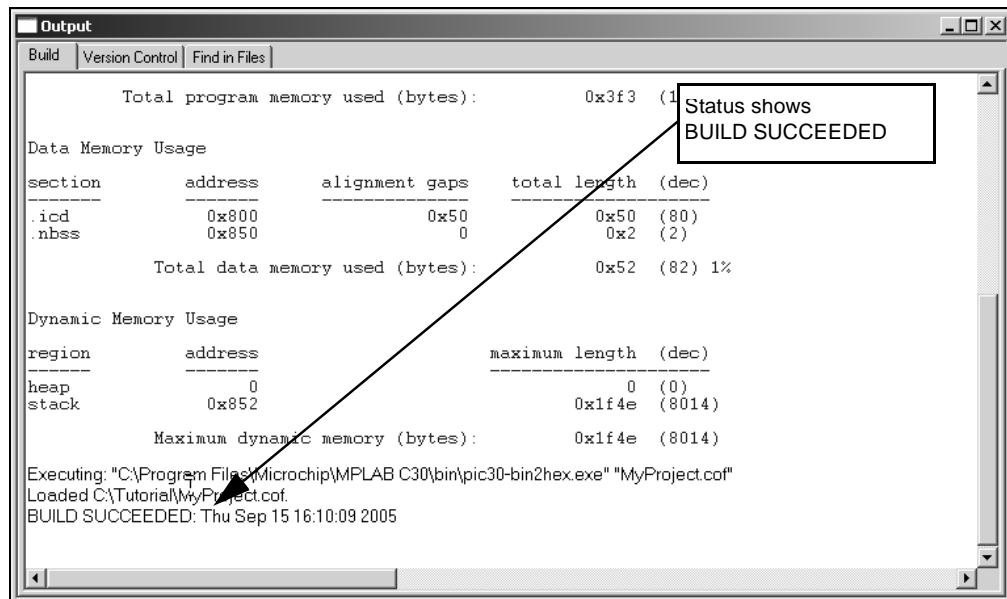 Output
Build Version Control Find in Files
Total program memory used (bytes): 0x3f3 (1
Status shows
BUILD SUCCEEDED
Data Memory Usage
section address alignment gaps total length (dec)
------- ------- -------------- -------------------
.icd 0x800 0x50 0x50 (80)
.nbss 0x850 0 0x2 (2)
Total data memory used (bytes): 0x52 (82) 1%
Dynamic Memory Usage
region address maximum length (dec)
------ ------- ---------------------
heap 0 0 (0)
stack 0x852 0x1f4e (8014)
Maximum dynamic memory (bytes): 0x1f4e (8014)
Executing: "C:\Program Files\Microchip\MPLAB C30\bin\pic30-bin2hex.exe" "MyProject.cof"
Loaded C:\Tutorial\MyProject.cof.
BUILD SUCCEEDED: Thu Sep 15 16:10:09 2005